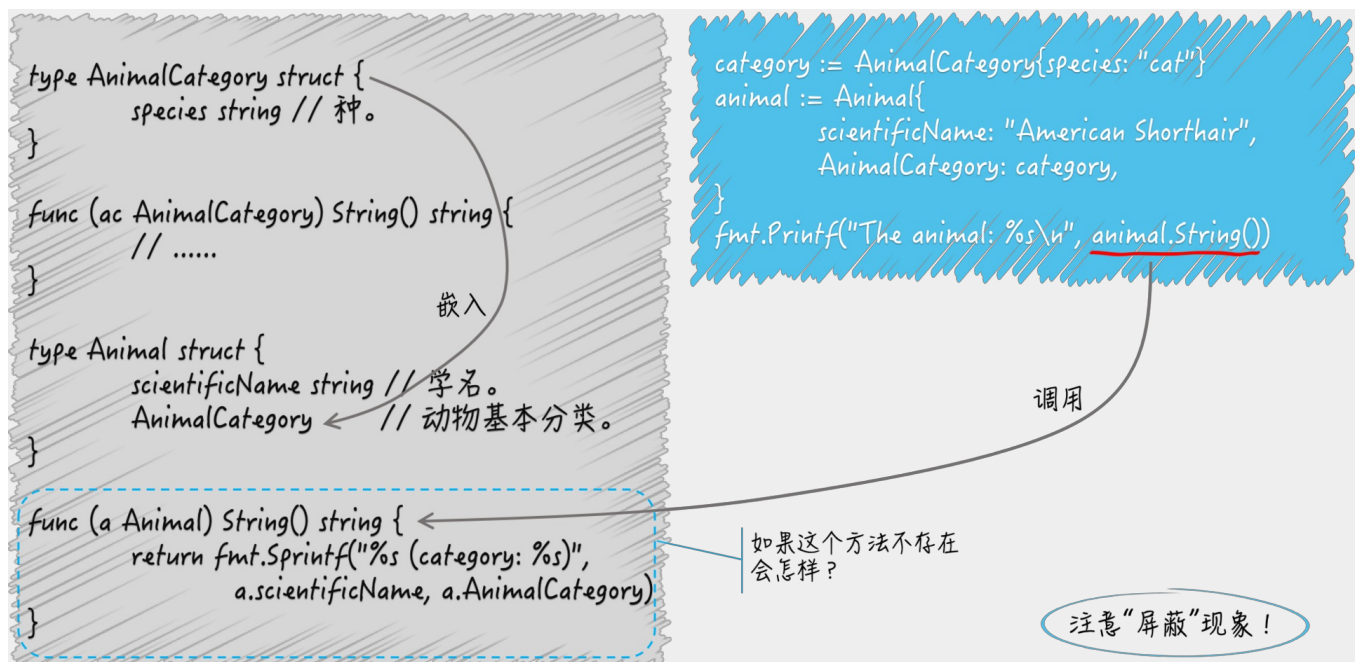 type AnimalCategory struct {
species string // 种。
}
func (ac AnimalCategory) String() string {
// ......
}
嵌入
type Animal struct {
scientificName string // 学名。
AnimalCategory // 动物基本分类。
}
func (a Animal) String() string {
return fmt.Sprintf("%s (category: %s)",
a.scientificName, a.AnimalCategory)
}
category := AnimalCategory{species: "cat"}
animal := Animal{
scientificName: "American Shorthair",
AnimalCategory: category,
}
fmt.Printf("The animal: %s\n", animal.String())
调用
如果这个方法不存在
会怎样？
注意“屏蔽”现象！